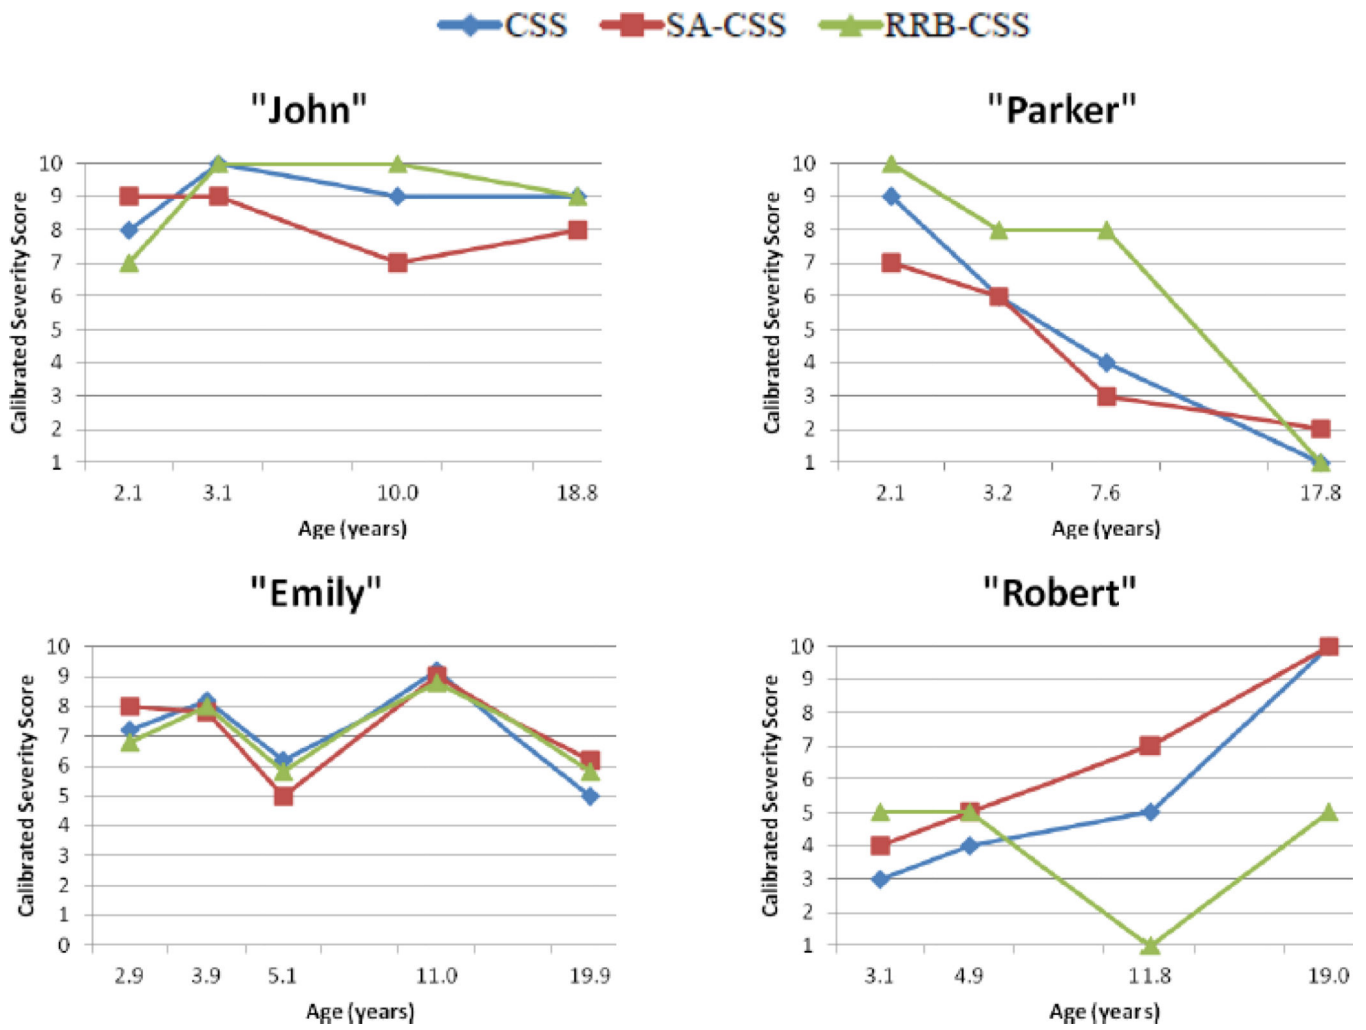 CSS SA-CSS RRB-CSS
"John"
Calibrated Severity Score
10
9
8
7
6
5
4
3
2
1
2.1 3.1 10.0 18.8
Age (years)
"Parker"
Calibrated Severity Score
10
9
8
7
6
5
4
3
2
1
2.1 3.2 7.6 17.8
Age (years)
"Emily"
Calibrated Severity Score
10
9
8
7
6
5
4
3
2
1
0
2.9 3.9 5.1 11.0 19.9
Age (years)
"Robert"
Calibrated Severity Score
10
9
8
7
6
5
4
3
2
1
3.1 4.9 11.8 19.0
Age (years)